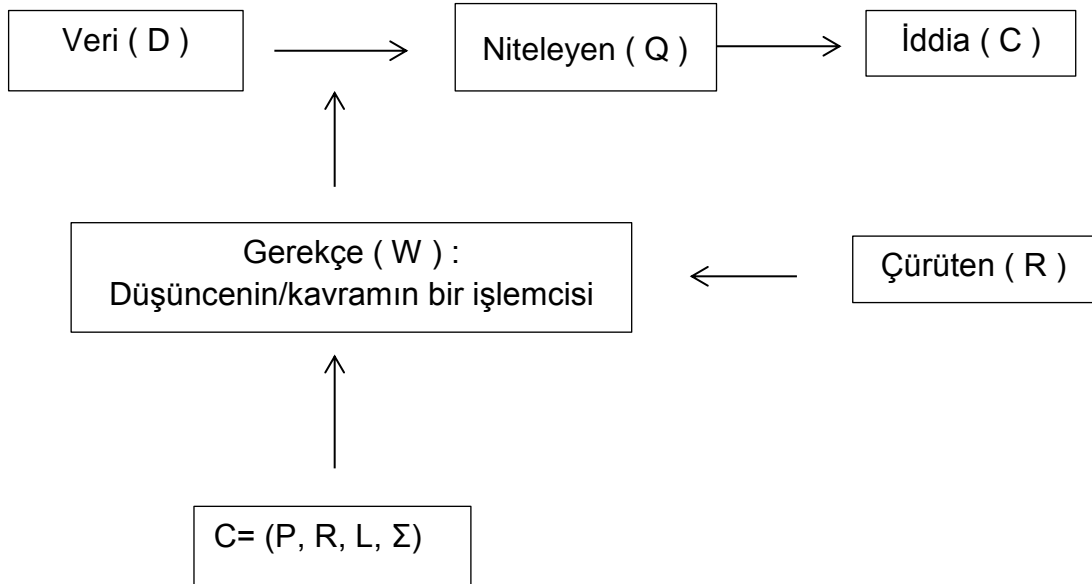 Veri ( D )
Niteleyen ( Q )
İddia ( C )
Gerekçe ( W ) :
Düşüncenin/kavramın bir işlemcisi
Çürüten ( R )
C= (P, R, L, Σ)